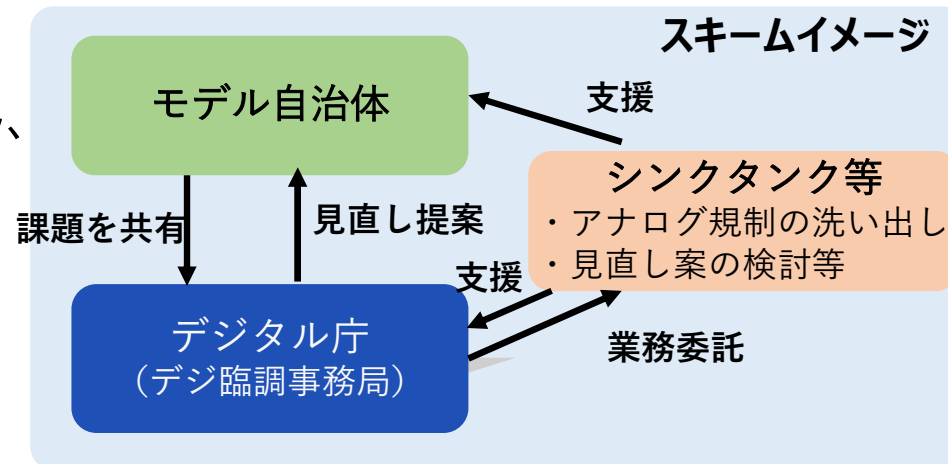 スキームイメージ
モデル自治体
支援
シンクタンク等
・アナログ規制の洗い出し
・見直し案の検討等
課題を共有
見直し提案
支援
デジタル庁
（デジ臨調事務局）
業務委託